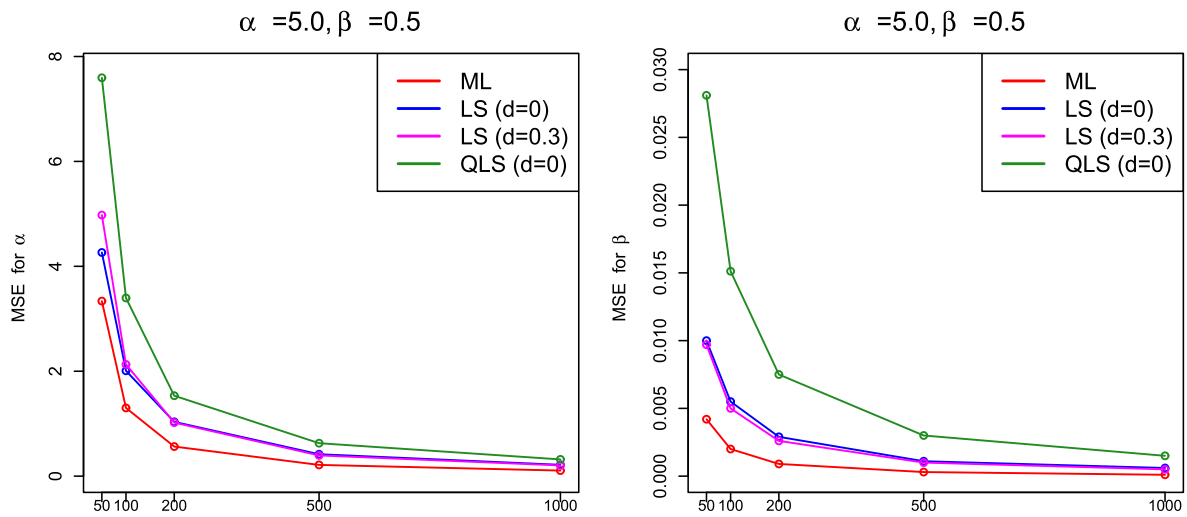 α =5.0, β =0.5
MSE for α
8
6
4
2
0
50 100 200 500 1000
ML
LS (d=0)
LS (d=0.3)
QLS (d=0)
α =5.0, β =0.5
MSE for β
0.030
0.025
0.020
0.015
0.010
0.005
0.000
50 100 200 500 1000
ML
LS (d=0)
LS (d=0.3)
QLS (d=0)